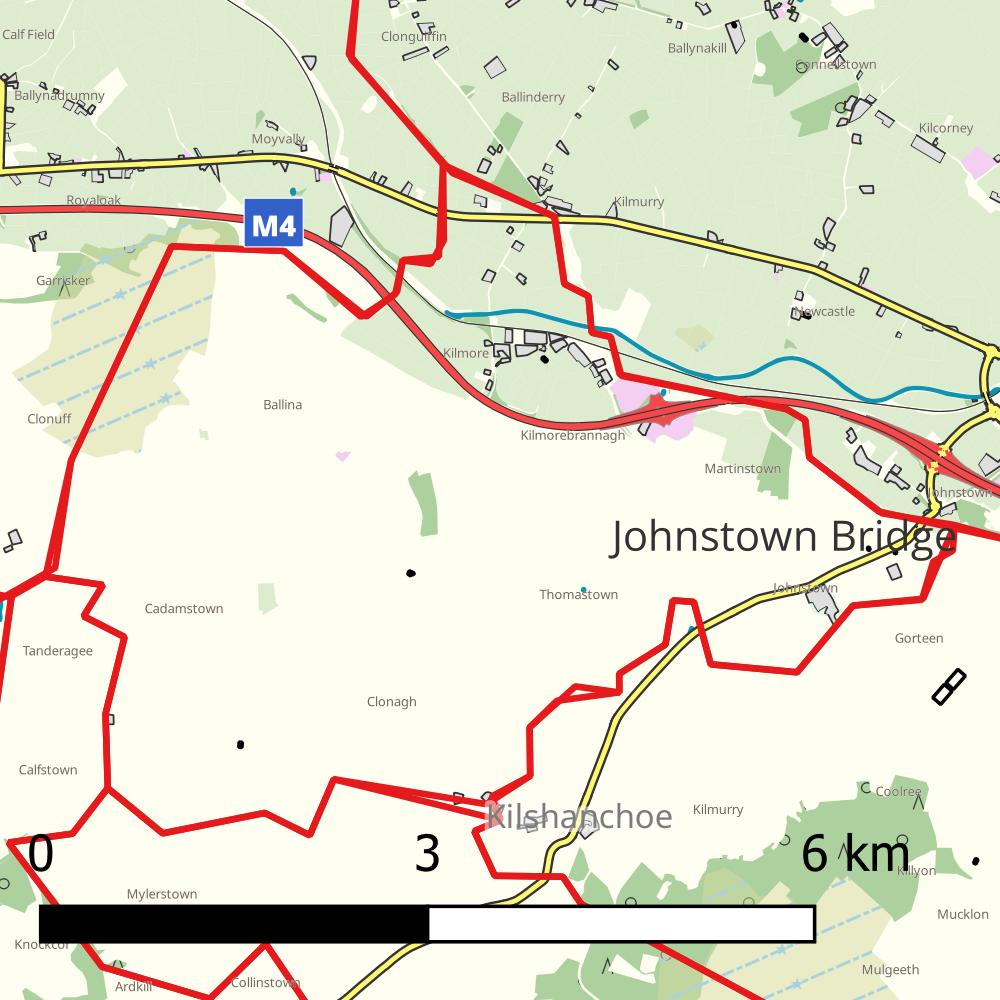 Calf Field
Clonguiffin
Ballynakill
Connellstown
Ballynadrumny
Ballinderry
Kilcorney
Moyvally
Royaloak
Kilmurry
M4
Garrisker
Newcastle
Kilmore
Ballina
Clonuff
Kilmorebrannagh
Martinstown
Johnstown
Johnstown Bridge
Thomastown
Johnstown
Cadamstown
Gorteen
Tanderagee
Clonagh
Calfstown
Coolree
Kilshanchoe
Kilmurry
0 3 6 km
Killyon
Mylerstown
Mucklon
Knockcor
Mulgeeth
Ardkill
Collinstown